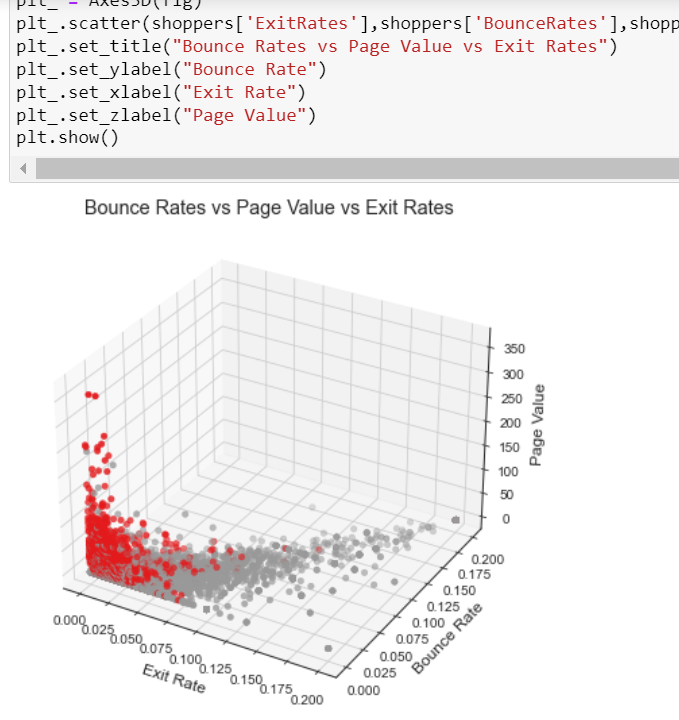 plt_ = Axes3D(fig)
plt_.scatter(shoppers['ExitRates'],shoppers['BounceRates'],shopp
plt_.set_title("Bounce Rates vs Page Value vs Exit Rates")
plt_.set_ylabel("Bounce Rate")
plt_.set_xlabel("Exit Rate")
plt_.set_zlabel("Page Value")
plt.show()
Bounce Rates vs Page Value vs Exit Rates
350
300
250
200
150
100
50
0
Page Value
0.200
0.175
0.150
0.125
0.100
0.075
0.050
0.025
0.000
Bounce Rate
0.000
0.025
0.050
0.075
0.100
0.125
0.150
0.175
0.200
Exit Rate